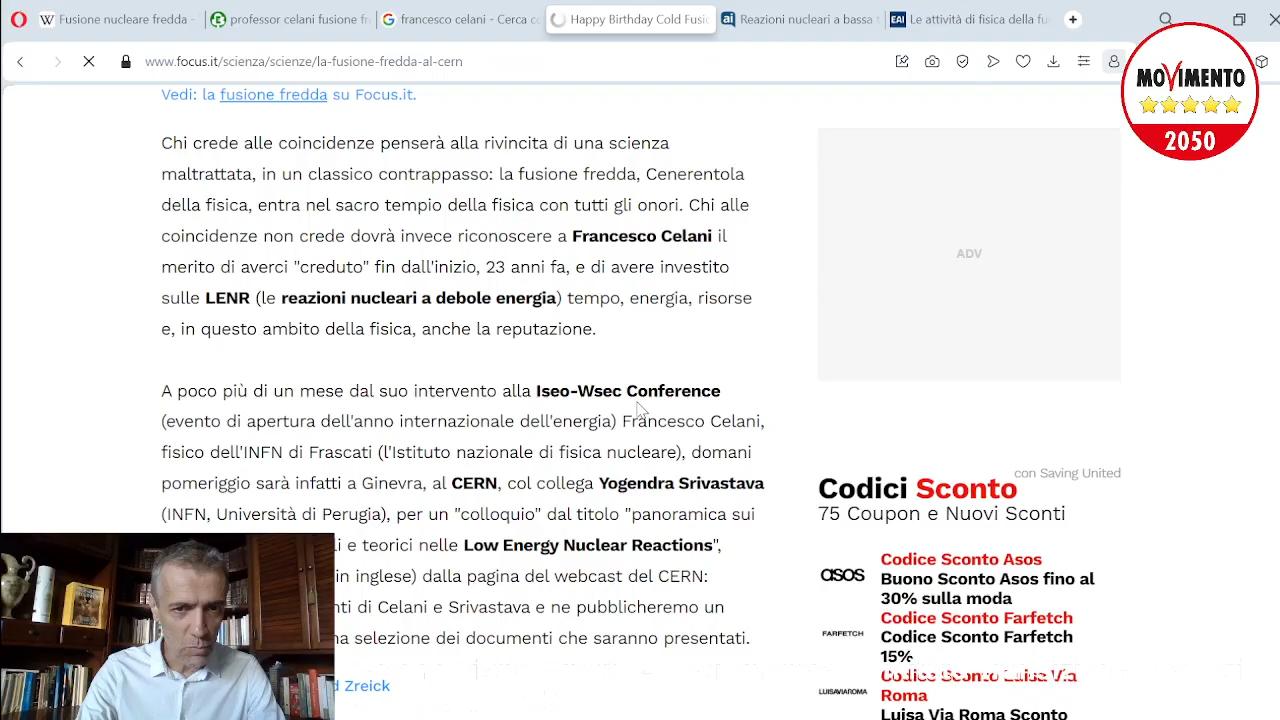 Fusione nucleare fredda -
professor celani fusione fr
francesco celani - Cerca co
Happy Birthday Cold Fusio
Reazioni nucleari a bassa t
EAI
Le attività di fisica della fu
www.focus.it/scienza/scienze/la-fusione-fredda-al-cern
MOVIMENTO
2050
Vedi: la fusione fredda su Focus.it.
Chi crede alle coincidenze penserà alla rivincita di una scienza
maltrattata, in un classico contrappasso: la fusione fredda, Cenerentola
della fisica, entra nel sacro tempio della fisica con tutti gli onori. Chi alle
coincidenze non crede dovrà invece riconoscere a Francesco Celani il
merito di averci "creduto" fin dall'inizio, 23 anni fa, e di avere investito
sulle LENR (le reazioni nucleari a debole energia) tempo, energia, risorse
e, in questo ambito della fisica, anche la reputazione.
A poco più di un mese dal suo intervento alla Iseo-Wsec Conference
(evento di apertura dell'anno internazionale dell'energia) Francesco Celani,
fisico dell'INFN di Frascati (l'Istituto nazionale di fisica nucleare), domani
pomeriggio sarà infatti a Ginevra, al CERN, col collega Yogendra Srivastava
(INFN, Università di Perugia), per un "colloquio" dal titolo "panoramica sui
i e teorici nelle Low Energy Nuclear Reactions",
in inglese) dalla pagina del webcast del CERN:
nti di Celani e Srivastava e ne pubblicheremo un
na selezione dei documenti che saranno presentati.
d Zreick
ADV
con Saving United
Codici Sconto
75 Coupon e Nuovi Sconti
asos
Codice Sconto Asos
Buono Sconto Asos fino al
30% sulla moda
FARFETCH
Codice Sconto Farfetch
Codice Sconto Farfetch
15%
LUISAVIAROMA
Codice Sconto Luisa Via
Roma
Luisa Via Roma Sconto